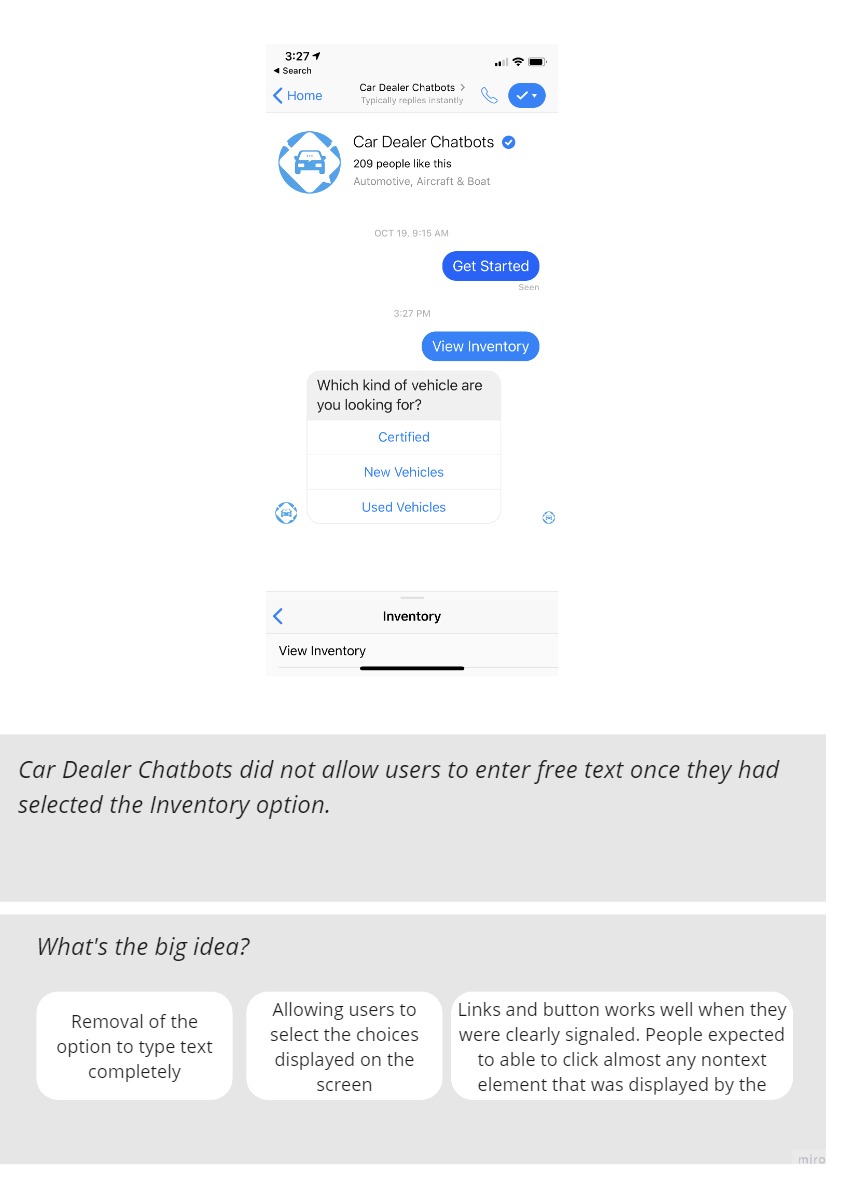 3:27
Search
Home
Car Dealer Chatbots
Typically replies instantly
Car Dealer Chatbots
209 people like this
Automotive, Aircraft & Boat
OCT 19, 9:15 AM
Get Started
Seen
3:27 PM
View Inventory
Which kind of vehicle are
you looking for?
Certified
New Vehicles
Used Vehicles
Inventory
View Inventory
Car Dealer Chatbots did not allow users to enter free text once they had
selected the Inventory option.
What's the big idea?
Removal of the
option to type text
completely
Allowing users to
select the choices
displayed on the
screen
Links and button works well when they
were clearly signaled. People expected
to able to click almost any nontext
element that was displayed by the
miro